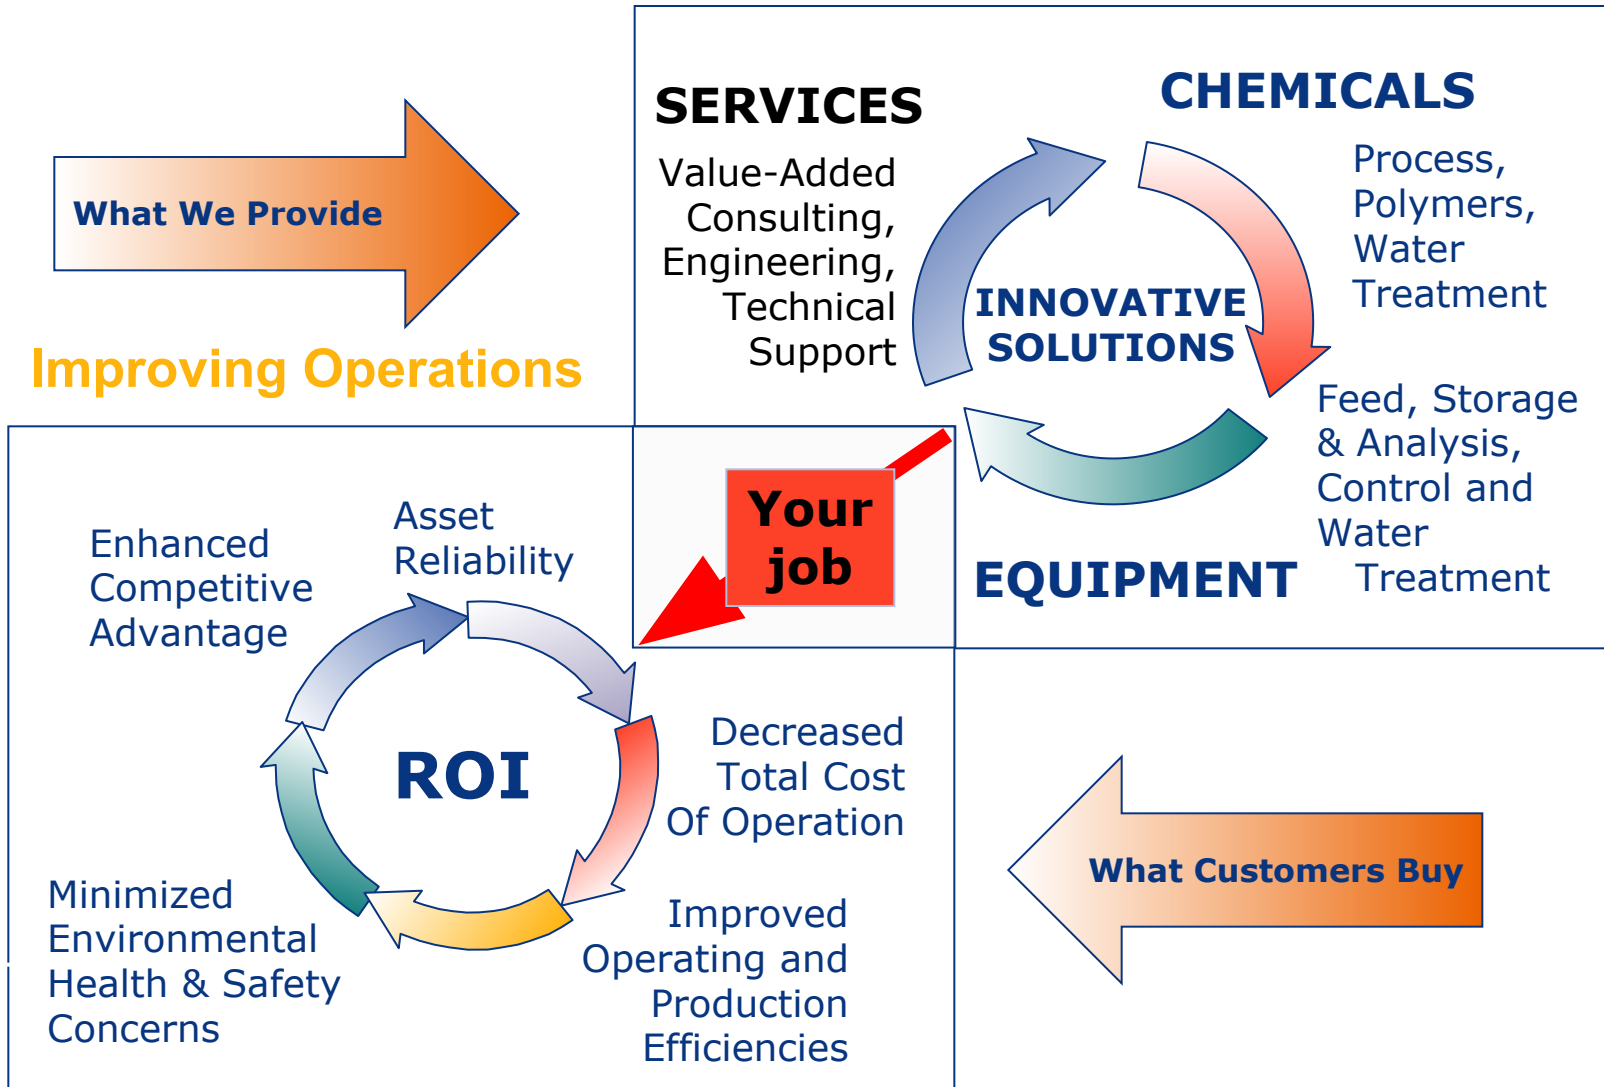 SERVICES
Value-Added
Consulting,
Engineering,
Technical
Support
CHEMICALS
Process,
Polymers,
Water
Treatment
INNOVATIVE
SOLUTIONS
Feed, Storage
& Analysis,
Control and
Water
Treatment
EQUIPMENT
What We Provide
Improving Operations
Your
job
Enhanced
Competitive
Advantage
Asset
Reliability
ROI
Decreased
Total Cost
Of Operation
Minimized
Environmental
Health & Safety
Concerns
Improved
Operating and
Production
Efficiencies
What Customers Buy